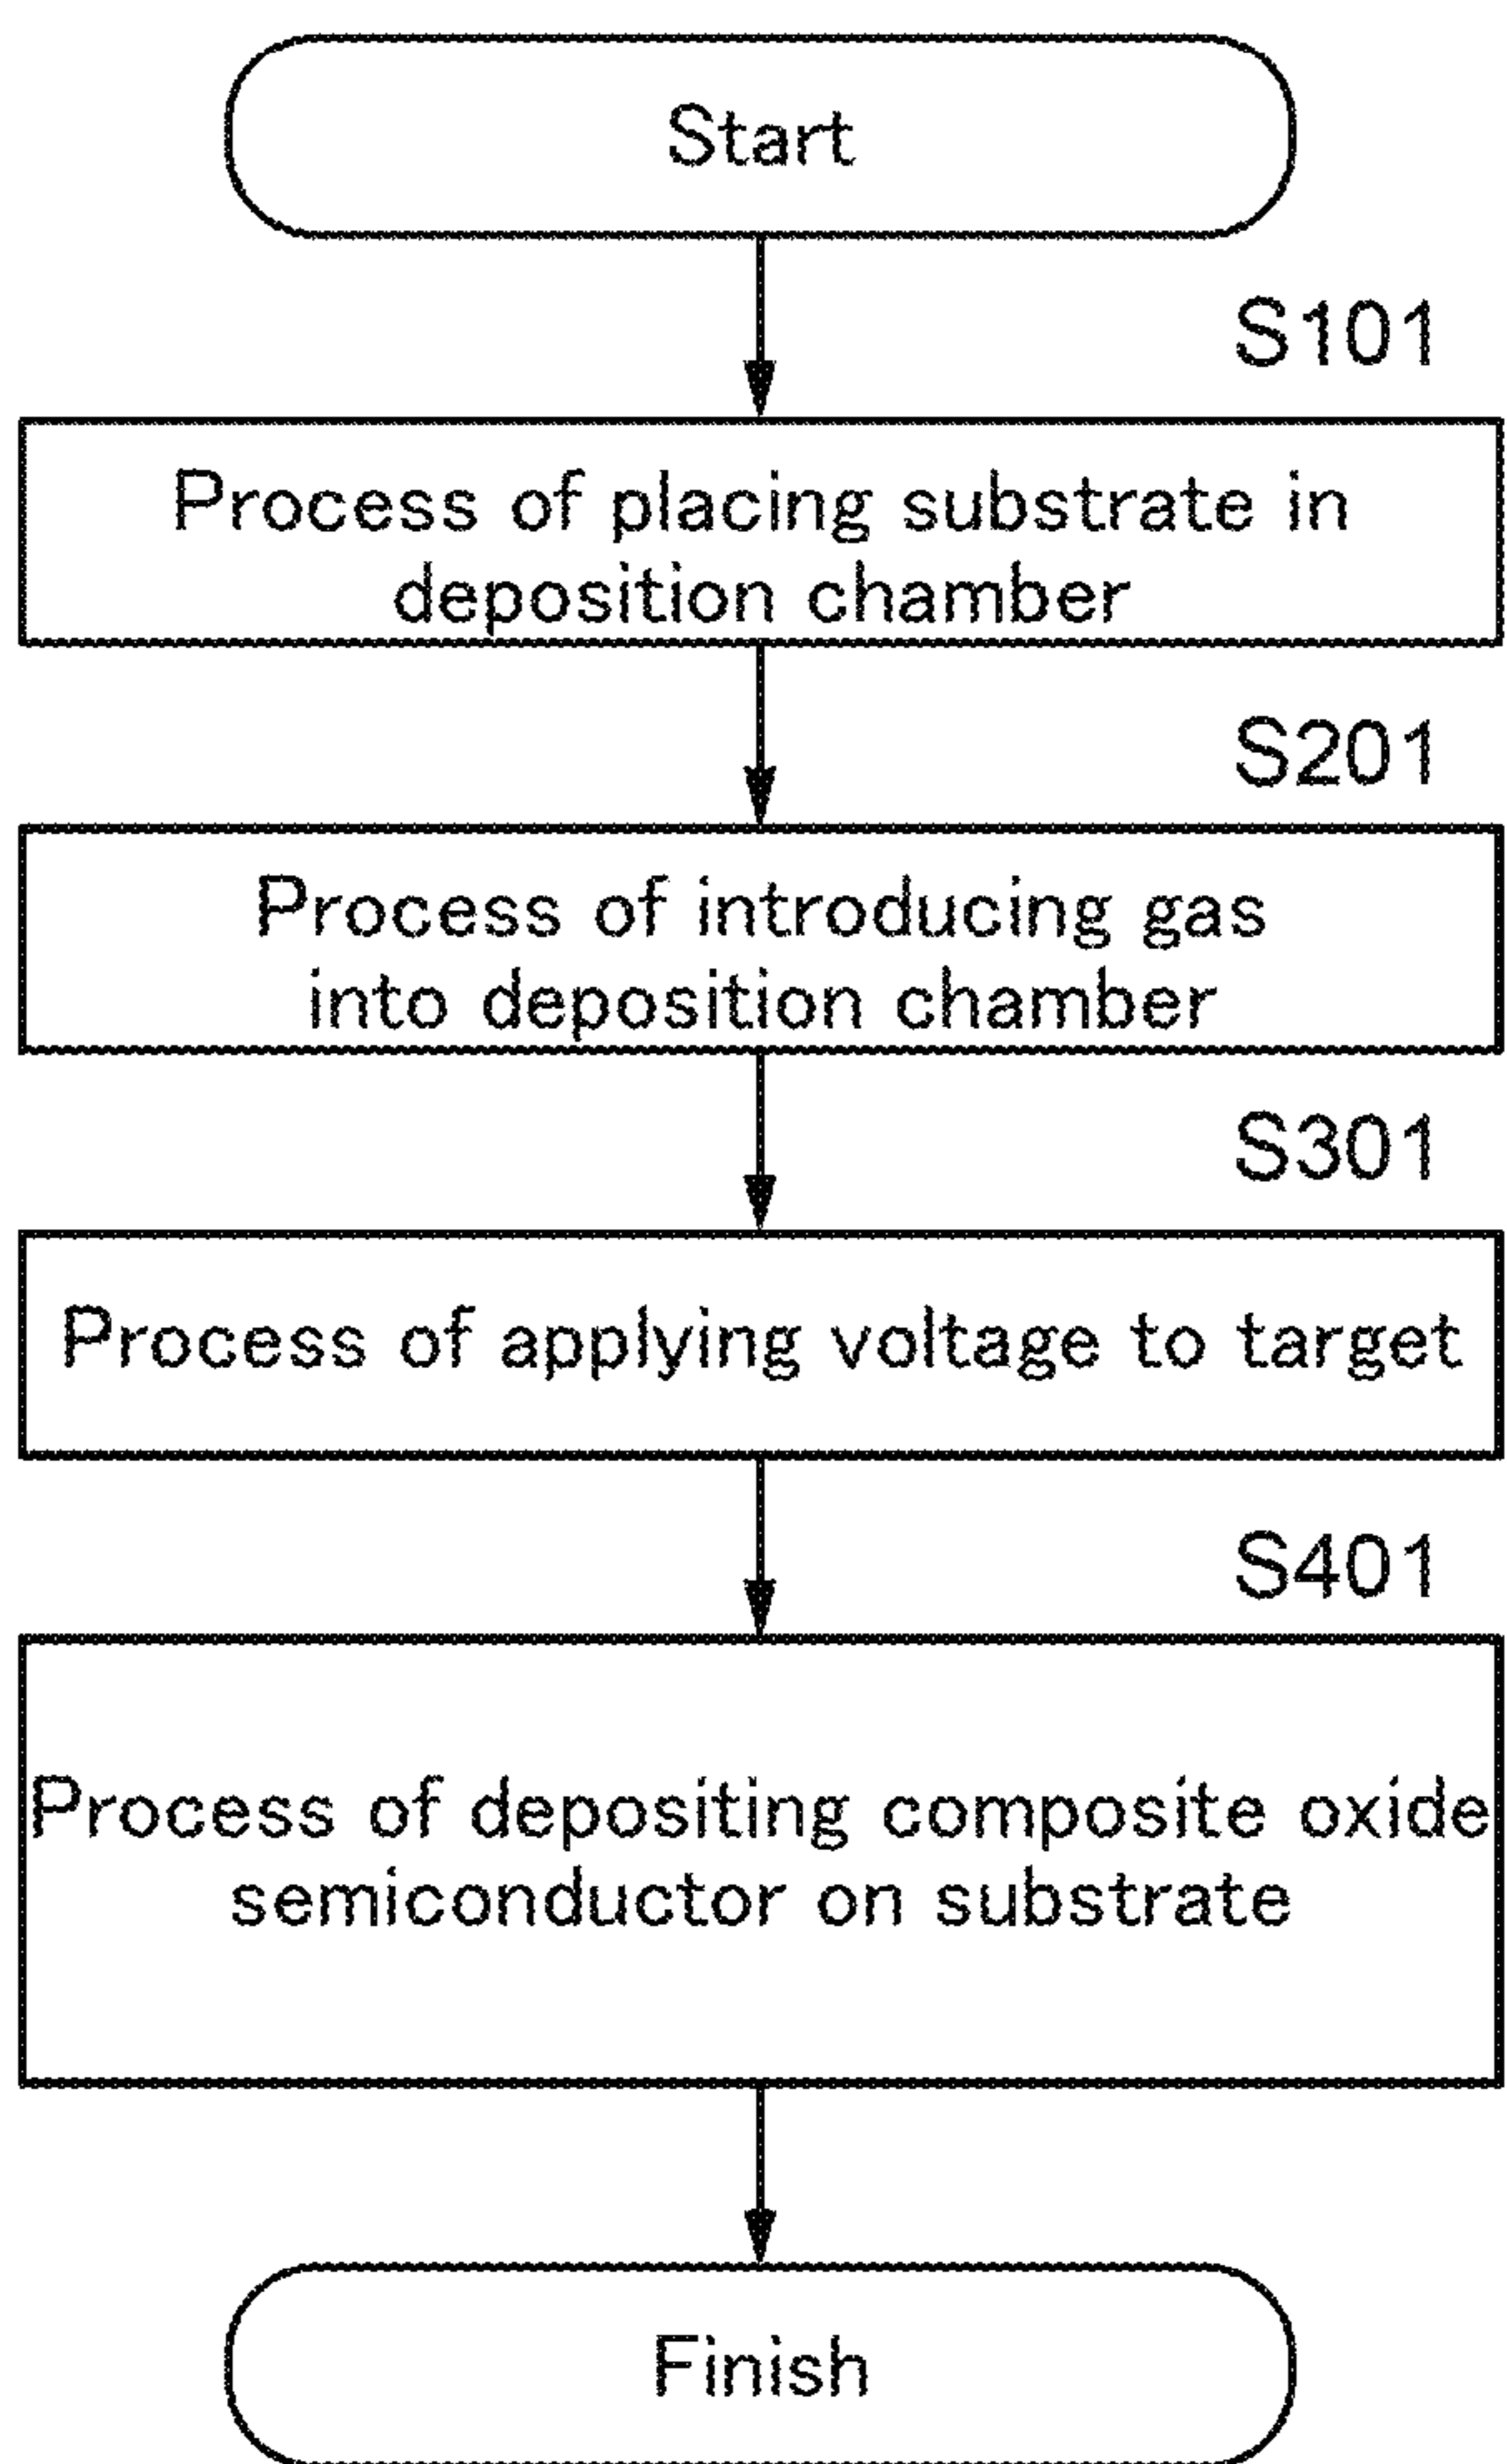 Start
S101
Process of placing substrate in
deposition chamber
S201
Process of introducing gas
into deposition chamber
S301
Process of applying voltage to target
S401
Process of depositing composite oxide
semiconductor on substrate
Finish